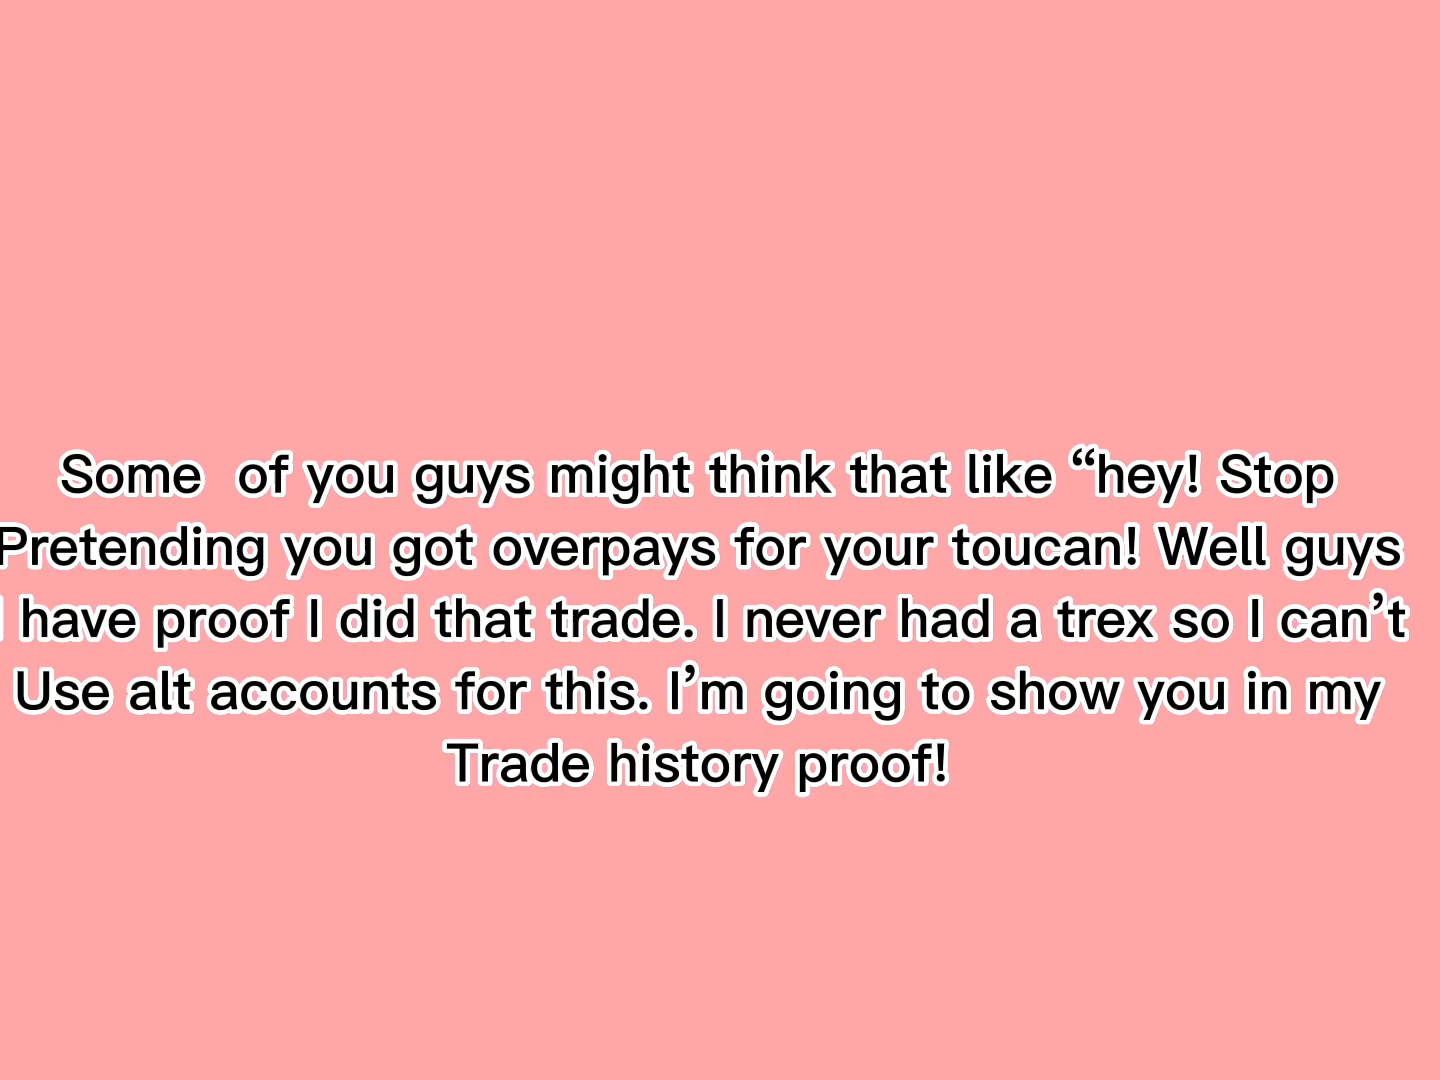 Some  of you guys might think that like “hey! Stop
Pretending you got overpays for your toucan! Well guys
I have proof I did that trade. I never had a trex so I can’t
Use alt accounts for this. I’m going to show you in my
Trade history proof!